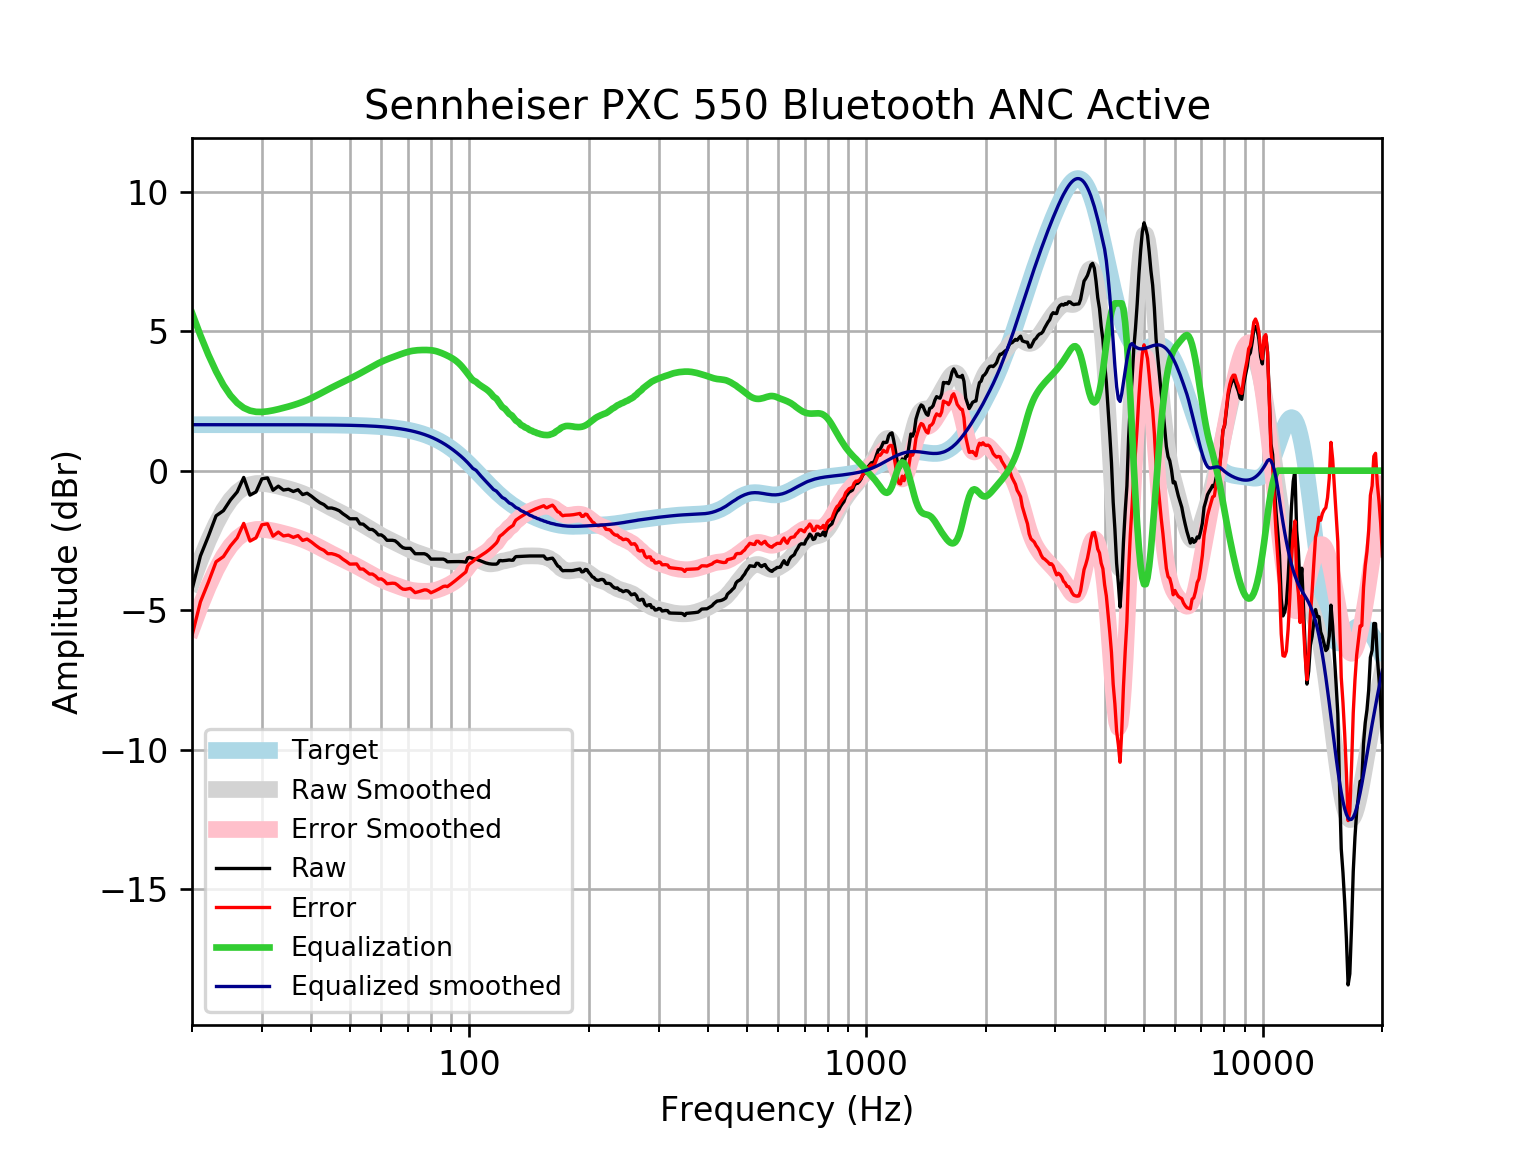 Sennheiser PXC 550 Bluetooth ANC Active
10
5
0
−5
−10
−15
Amplitude (dBr)
Target
Raw Smoothed
Error Smoothed
Raw
Error
Equalization
Equalized smoothed
100
1000
10000
Frequency (Hz)